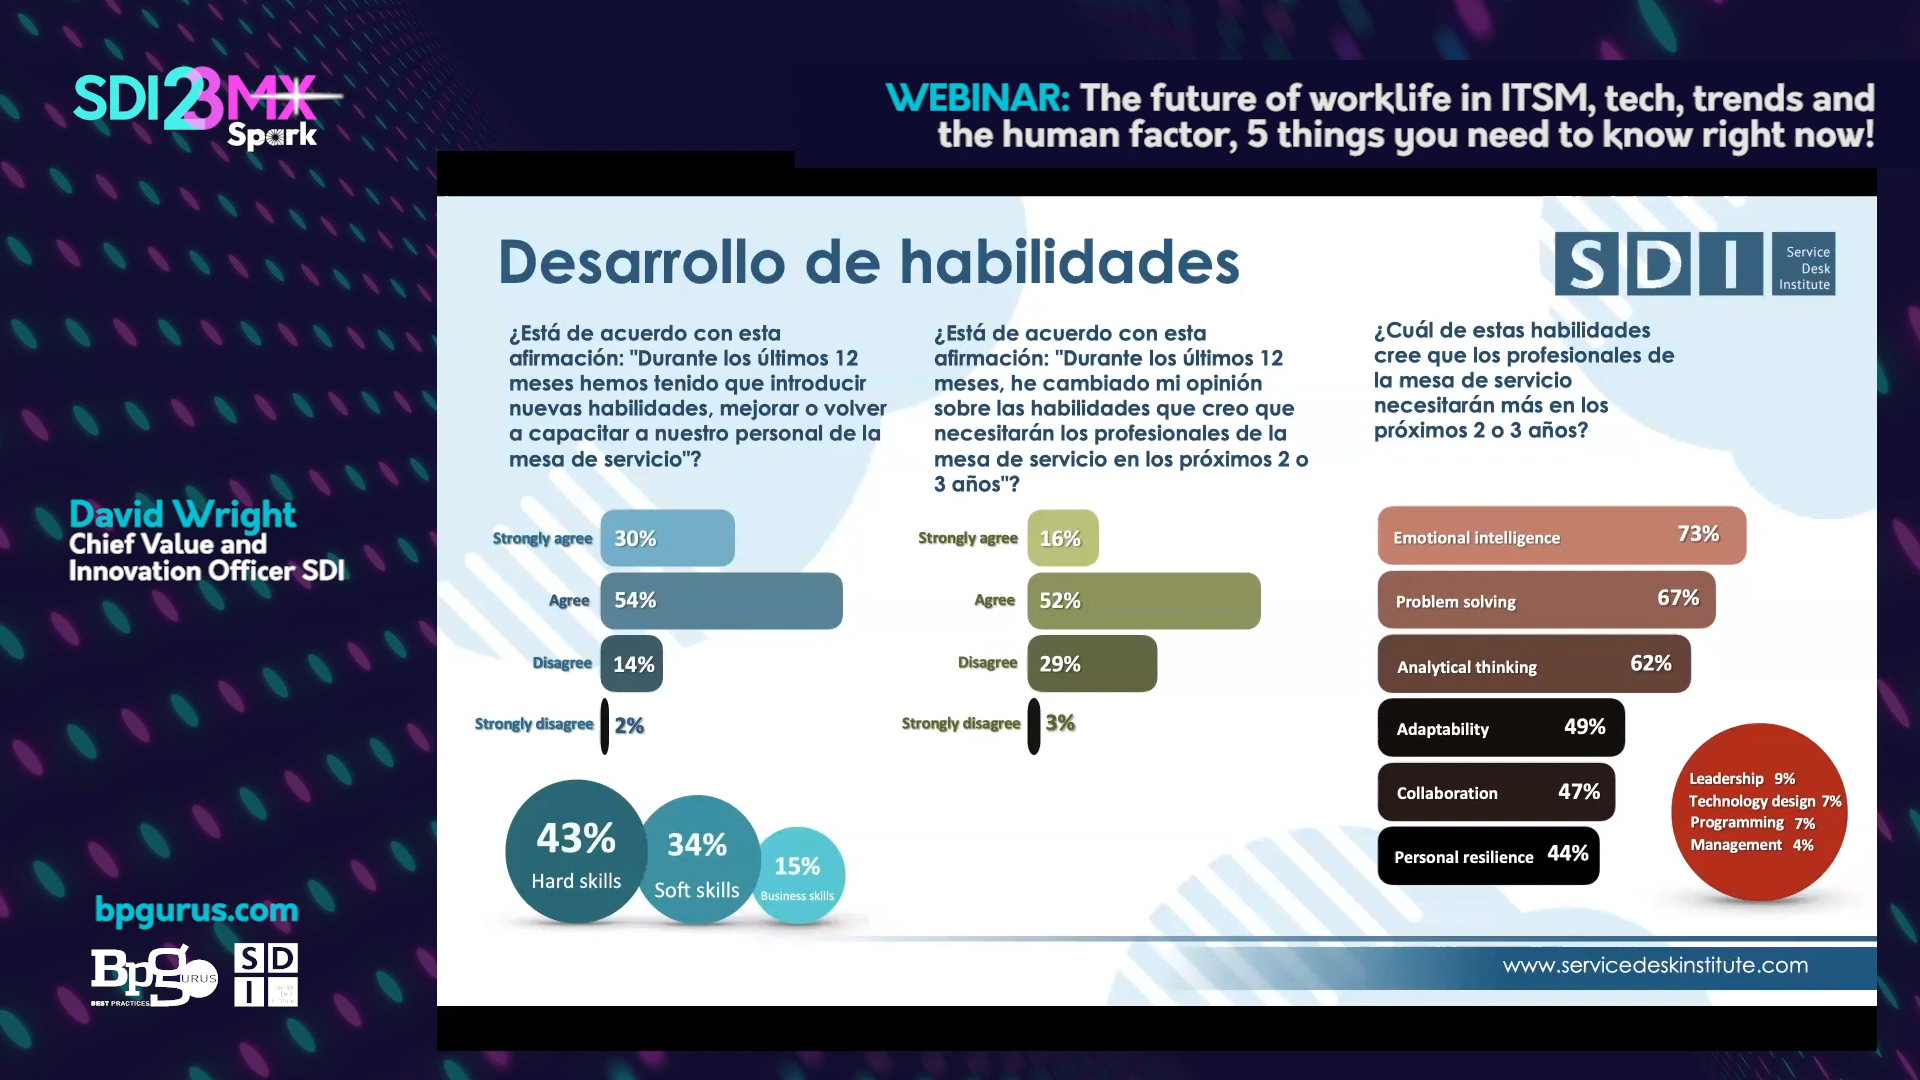 SDI23MX
Spark
WEBINAR: The future of worklife in ITSM, tech, trends and
the human factor, 5 things you need to know right now!
David Wright
Chief Value and
Innovation Officer SDI
bpgurus.com
BpgURUS
BEST PRACTICES
S D
I
Desarrollo de habilidades
S D I
Service
Desk
Institute
¿Está de acuerdo con esta
afirmación: "Durante los últimos 12
meses hemos tenido que introducir
nuevas habilidades, mejorar o volver
a capacitar a nuestro personal de la
mesa de servicio"?
Strongly agree 30%
Agree 54%
Disagree 14%
Strongly disagree 2%
43%
Hard skills
34%
Soft skills
15%
Business skills
¿Está de acuerdo con esta
afirmación: "Durante los últimos 12
meses, he cambiado mi opinión
sobre las habilidades que creo que
necesitarán los profesionales de la
mesa de servicio en los próximos 2 o
3 años"?
Strongly agree 16%
Agree 52%
Disagree 29%
Strongly disagree 3%
¿Cuál de estas habilidades
cree que los profesionales de
la mesa de servicio
necesitarán más en los
próximos 2 o 3 años?
Emotional intelligence 73%
Problem solving 67%
Analytical thinking 62%
Adaptability 49%
Collaboration 47%
Personal resilience 44%
Leadership 9%
Technology design 7%
Programming 7%
Management 4%
www.servicedeskinstitute.com